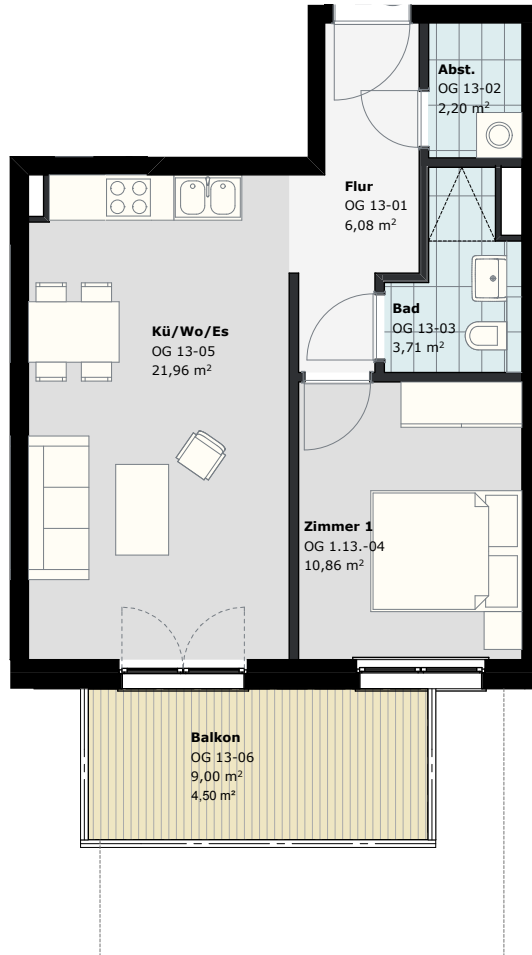 Abst.
OG 13-02
2,20 m²
Flur
OG 13-01
6,08 m²
Bad
OG 13-03
3,71 m²
Kü/Wo/Es
OG 13-05
21,96 m²
Zimmer 1
OG 1.13.-04
10,86 m²
Balkon
OG 13-06
9,00 m²
4,50 m²